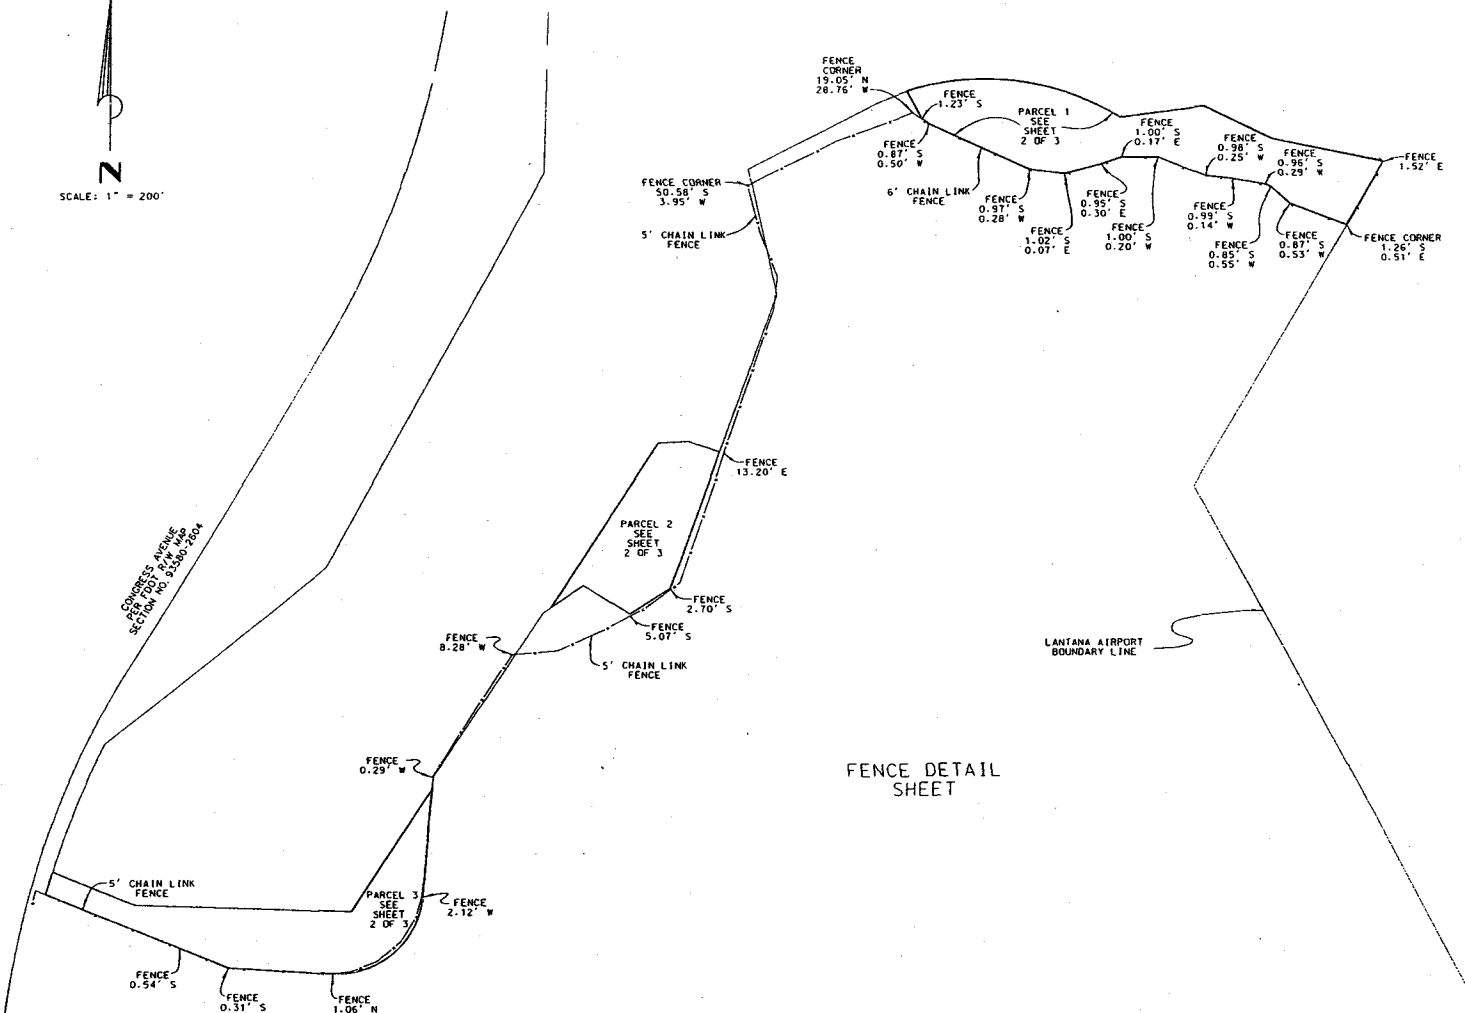 N
SCALE: 1" = 200'
FENCE
CORNER
19.05' N
28.76' W
FENCE
1.23' S
PARCEL 1
SEE
SHEET
2 OF 3
FENCE
1.00' S
0.17' E
FENCE
0.98' S
0.25' W
FENCE
0.96' S
0.29' W
FENCE
1.52' E
FENCE
0.87' S
0.50' W
FENCE CORNER
50.58' S
3.95' W
6' CHAIN LINK
FENCE
5' CHAIN LINK
FENCE
FENCE
0.97' S
0.28' W
FENCE
1.02' S
0.07' E
FENCE
0.95' S
0.30' E
FENCE
1.00' S
0.20' W
FENCE
0.99' S
0.14' W
FENCE
0.85' S
0.55' W
FENCE
0.87' S
0.53' W
FENCE CORNER
1.26' S
0.51' E
FENCE
13.20' E
PARCEL 2
SEE
SHEET
2 OF 3
CONGRESS AVENUE
PER FDOT R/W MAP
SECTION NO. 93580-2604
FENCE
2.70' S
FENCE
5.07' S
FENCE
8.28' W
5' CHAIN LINK
FENCE
LANTANA AIRPORT
BOUNDARY LINE
FENCE
0.29' W
FENCE DETAIL
SHEET
5' CHAIN LINK
FENCE
PARCEL 3
SEE
SHEET
2 OF 3
FENCE
2.12' W
FENCE
0.54' S
FENCE
0.31' S
FENCE
1.06' N